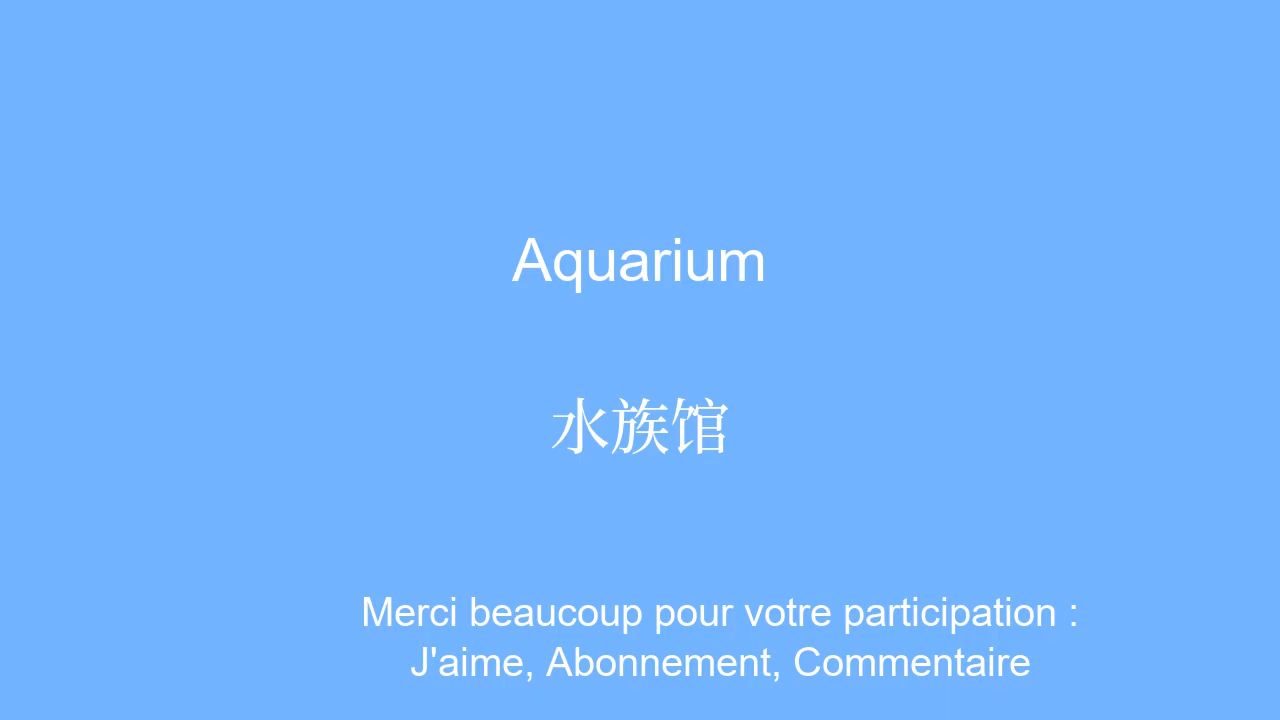 Aquarium
水族馆
Merci beaucoup pour votre participation :
J'aime, Abonnement, Commentaire